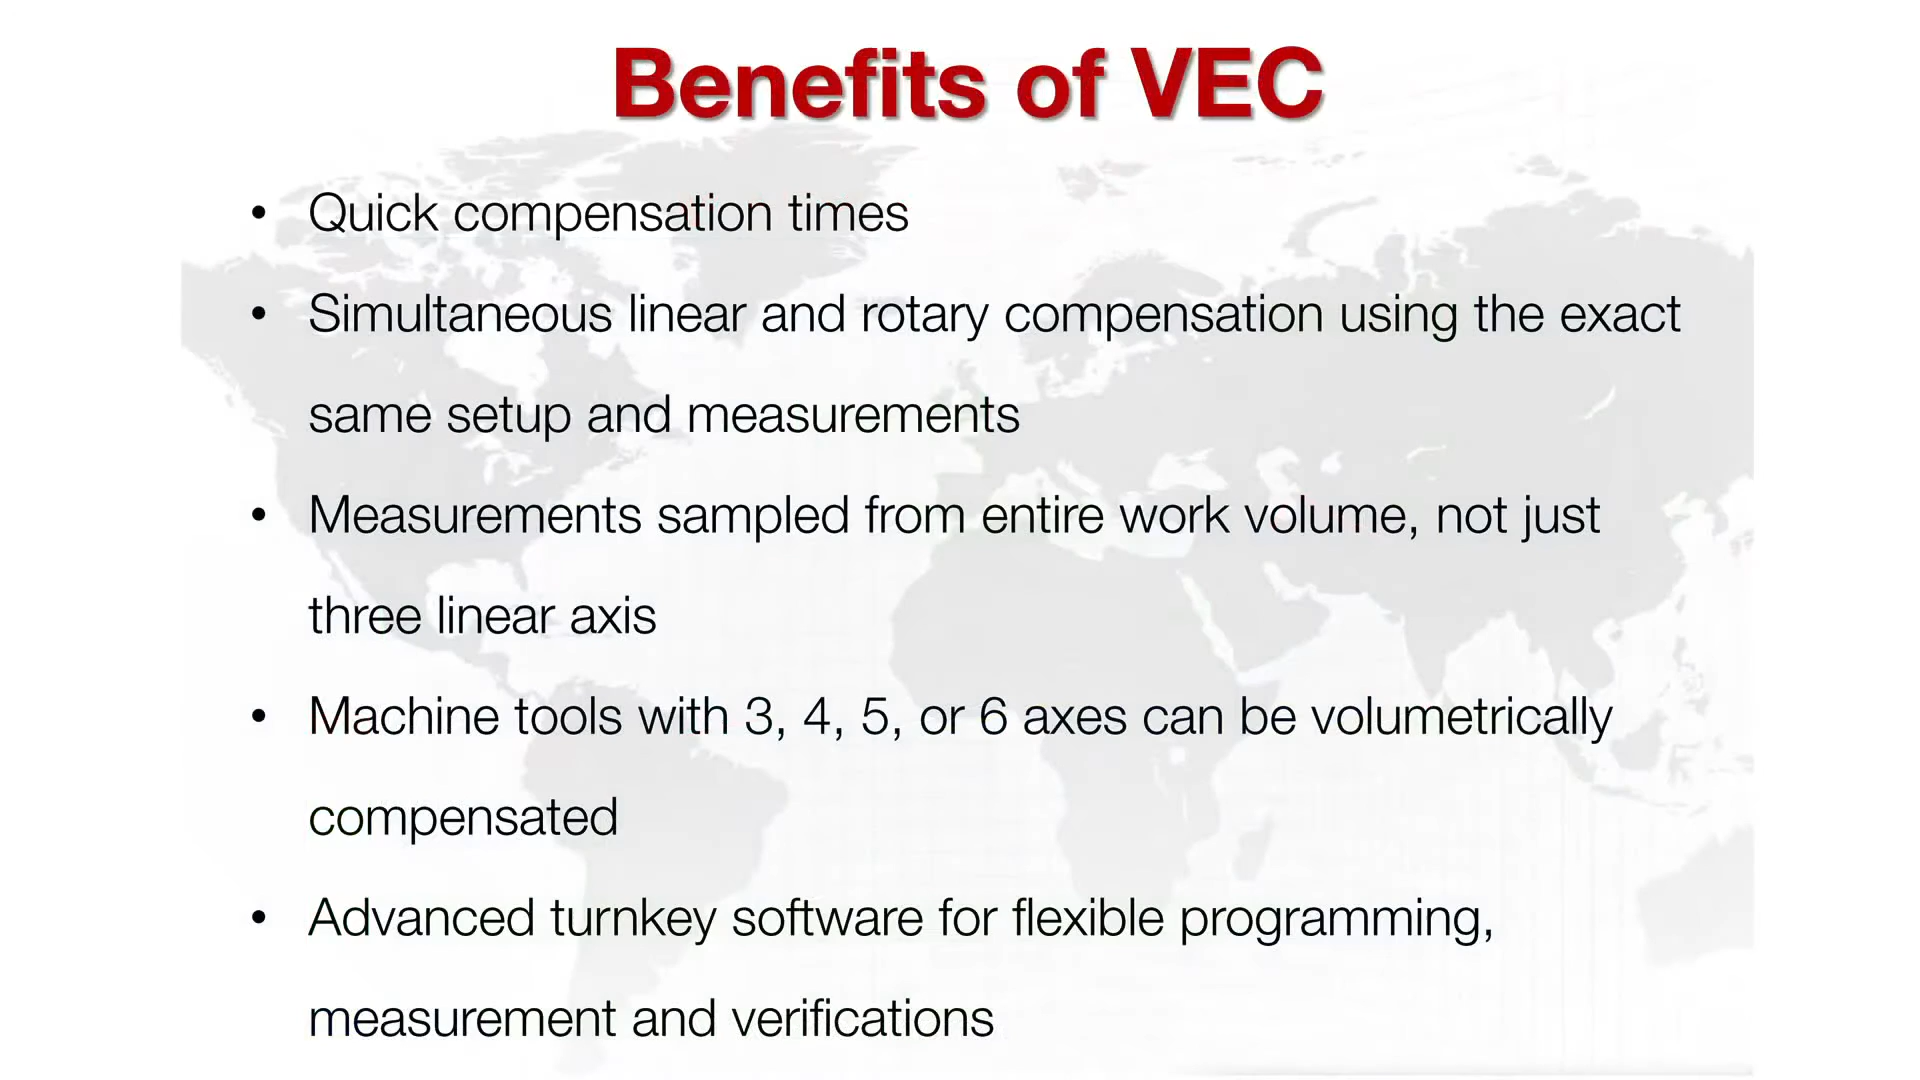 Benefits of VEC
• Quick compensation times
• Simultaneous linear and rotary compensation using the exact
same setup and measurements
• Measurements sampled from entire work volume, not just
three linear axis
• Machine tools with 3, 4, 5, or 6 axes can be volumetrically
compensated
• Advanced turnkey software for flexible programming,
measurement and verifications